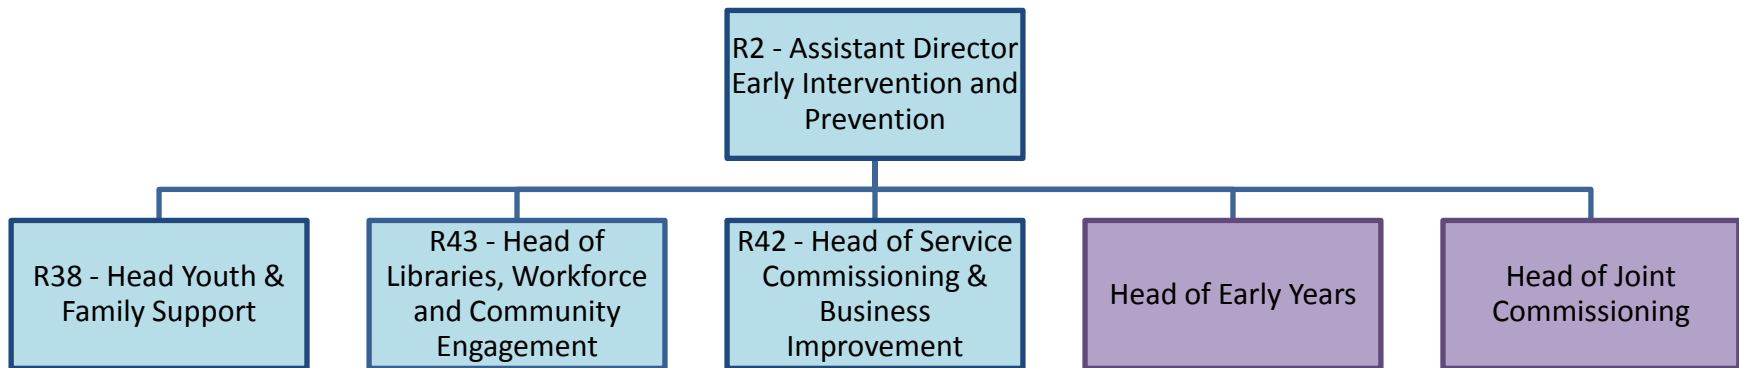 R2 - Assistant Director
Early Intervention and
Prevention
R38 - Head Youth &
Family Support
R43 - Head of
Libraries, Workforce
and Community
Engagement
R42 - Head of Service
Commissioning &
Business
Improvement
Head of Early Years
Head of Joint
Commissioning